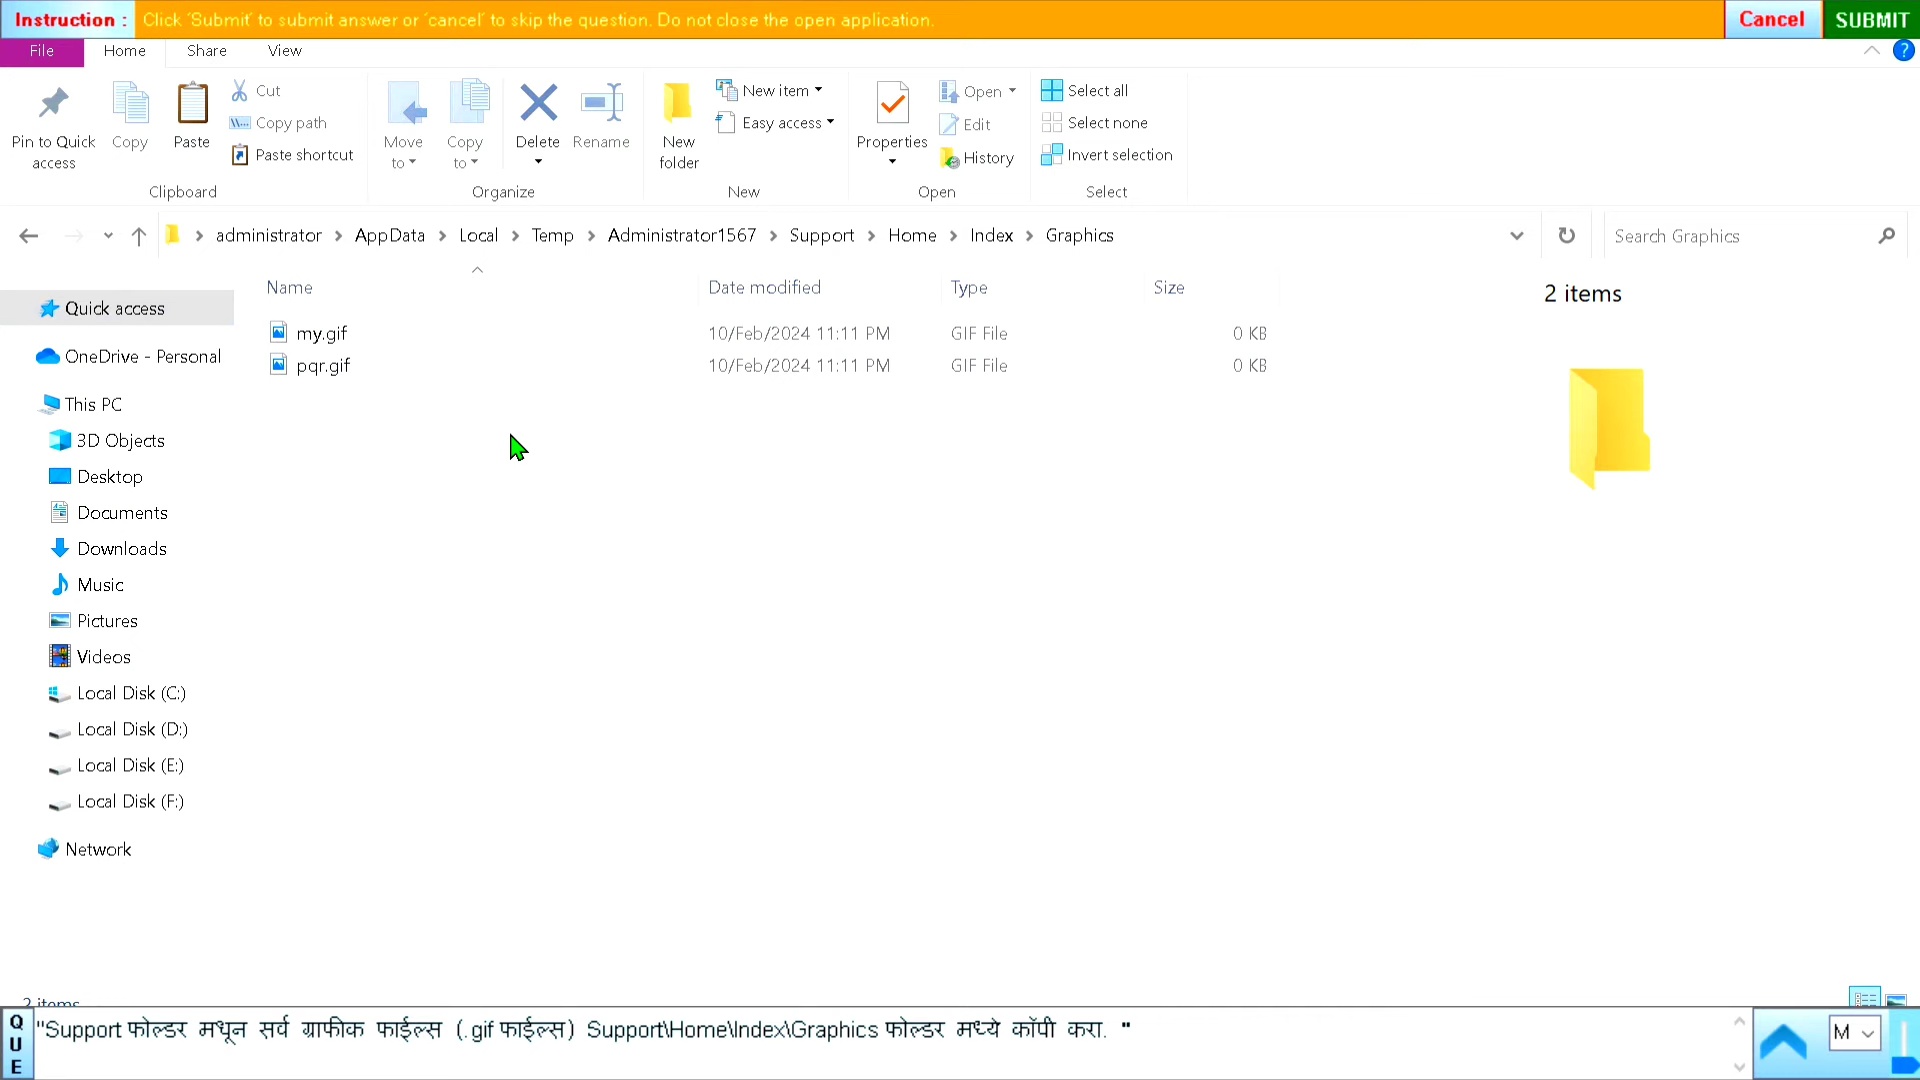 Instruction : Click 'Submit' to submit answer or 'cancel' to skip the question. Do not close the open application. Cancel SUBMIT
File Home Share View ?
Pin to Quick access
Copy
Paste
Cut
Copy path
Paste shortcut
Clipboard
Move to
Copy to
Delete
Rename
Organize
New folder
New item
Easy access
New
Properties
Open
Edit
History
Open
Select all
Select none
Invert selection
Select
administrator > AppData > Local > Temp > Administrator1567 > Support > Home > Index > Graphics
Search Graphics
Name Date modified Type Size
my.gif 10/Feb/2024 11:11 PM GIF File 0 KB
pqr.gif 10/Feb/2024 11:11 PM GIF File 0 KB
2 items
Quick access
OneDrive - Personal
This PC
3D Objects
Desktop
Documents
Downloads
Music
Pictures
Videos
Local Disk (C:)
Local Disk (D:)
Local Disk (E:)
Local Disk (F:)
Network
2 items
QUE
"Support फोल्डर मधून सर्व ग्राफीक फाईल्स (.gif फाईल्स) Support\Home\Index\Graphics फोल्डर मध्ये कॉपी करा. "
M